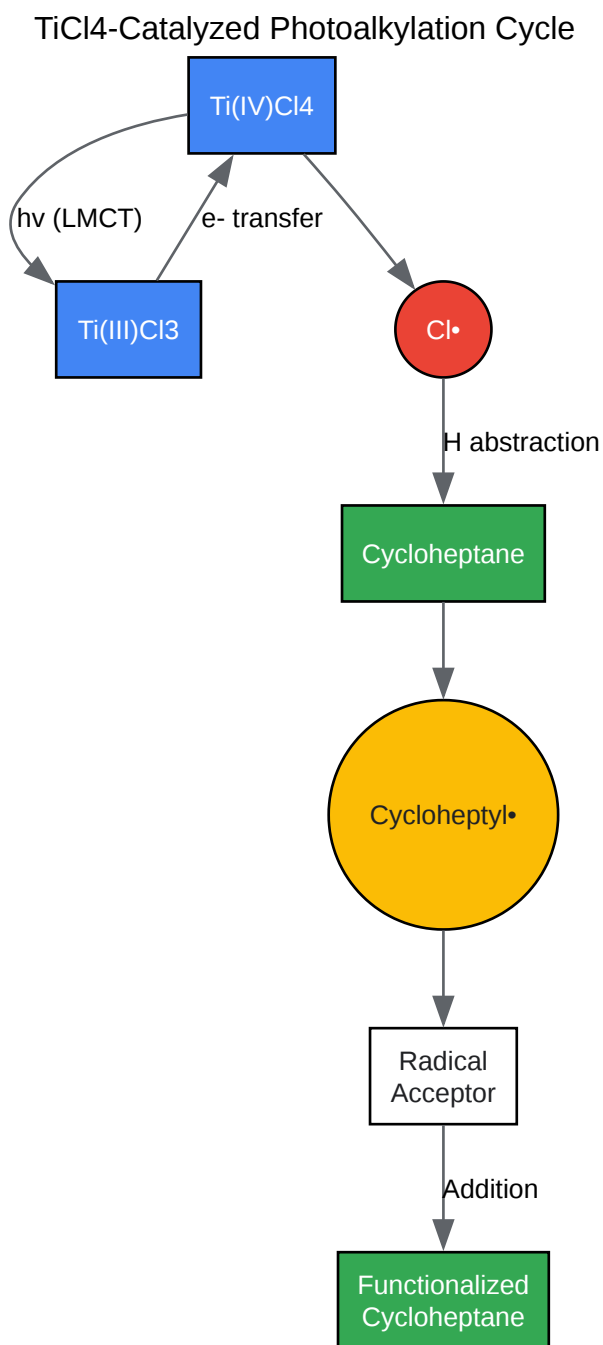 TiCl4-Catalyzed Photoalkylation Cycle
Ti(IV)Cl4
hv (LMCT)
e- transfer
Ti(III)Cl3
Cl•
H abstraction
Cycloheptane
Cycloheptyl•
Radical
Acceptor
Addition
Functionalized
Cycloheptane